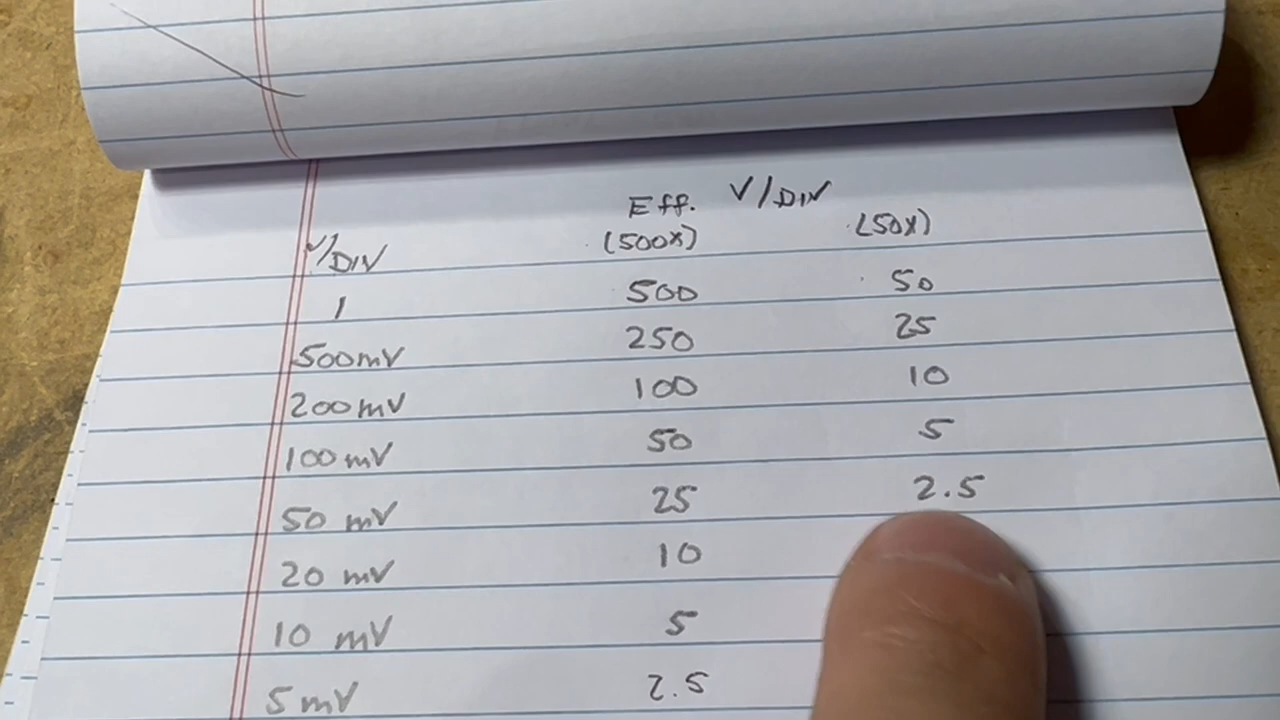 Eff. V/DIV
V/DIV (500X) (50X)
1 500 50
500mV 250 25
200mV 100 10
100mV 50 5
50 mV 25 2.5
20 mV 10
10 mV 5
5mV 2.5